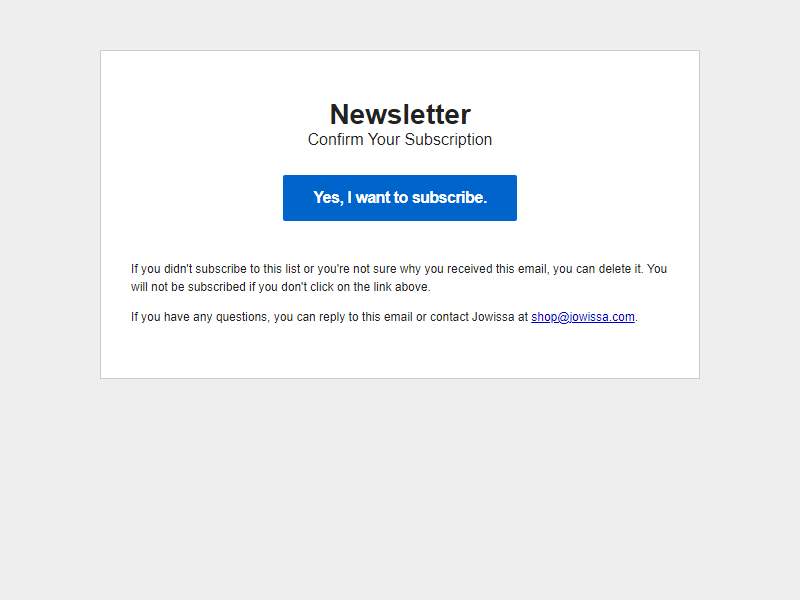 Newsletter
Confirm Your Subscription
Yes, I want to subscribe.
If you didn't subscribe to this list or you're not sure why you received this email, you can delete it. You
will not be subscribed if you don't click on the link above.
If you have any questions, you can reply to this email or contact Jowissa at shop@jowissa.com.